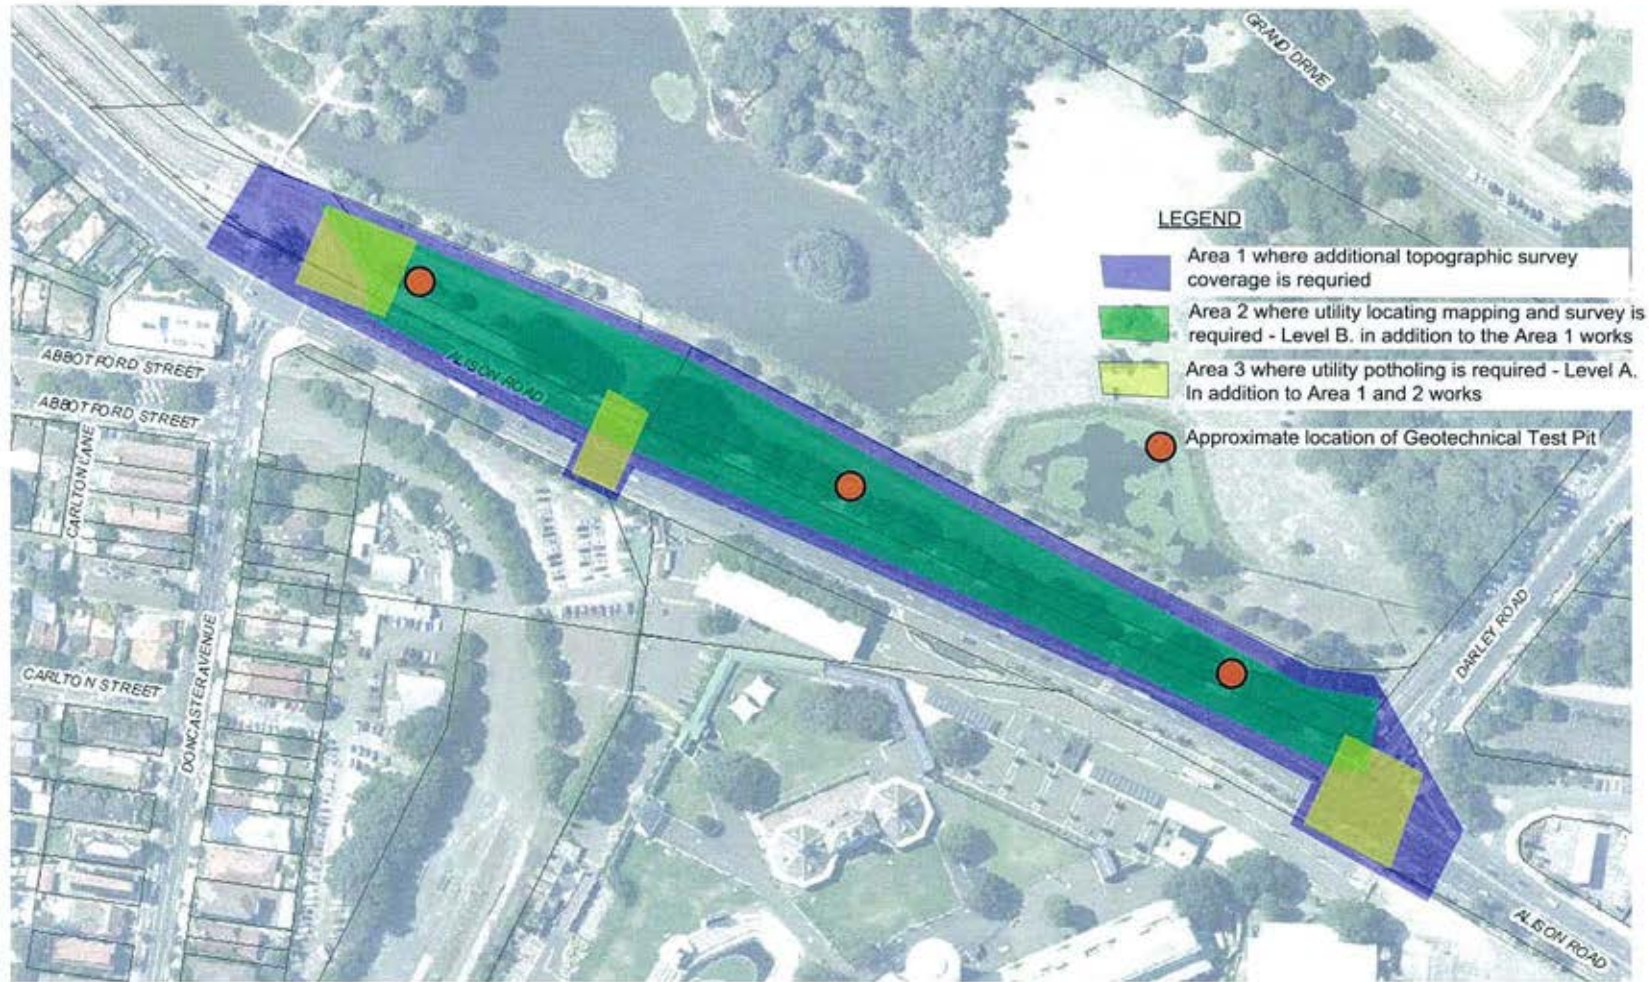 GRAND DRIVE
LEGEND
Area 1 where additional topographic survey
coverage is requried
Area 2 where utility locating mapping and survey is
required - Level B. in addition to the Area 1 works
Area 3 where utility potholing is required - Level A.
In addition to Area 1 and 2 works
Approximate location of Geotechnical Test Pit
ABBOTFORD STREET
ALISON ROAD
ABBOTFORD STREET
CARLTON LANE
DARLEY ROAD
DONCASTER AVENUE
CARLTON STREET
ALISON ROAD